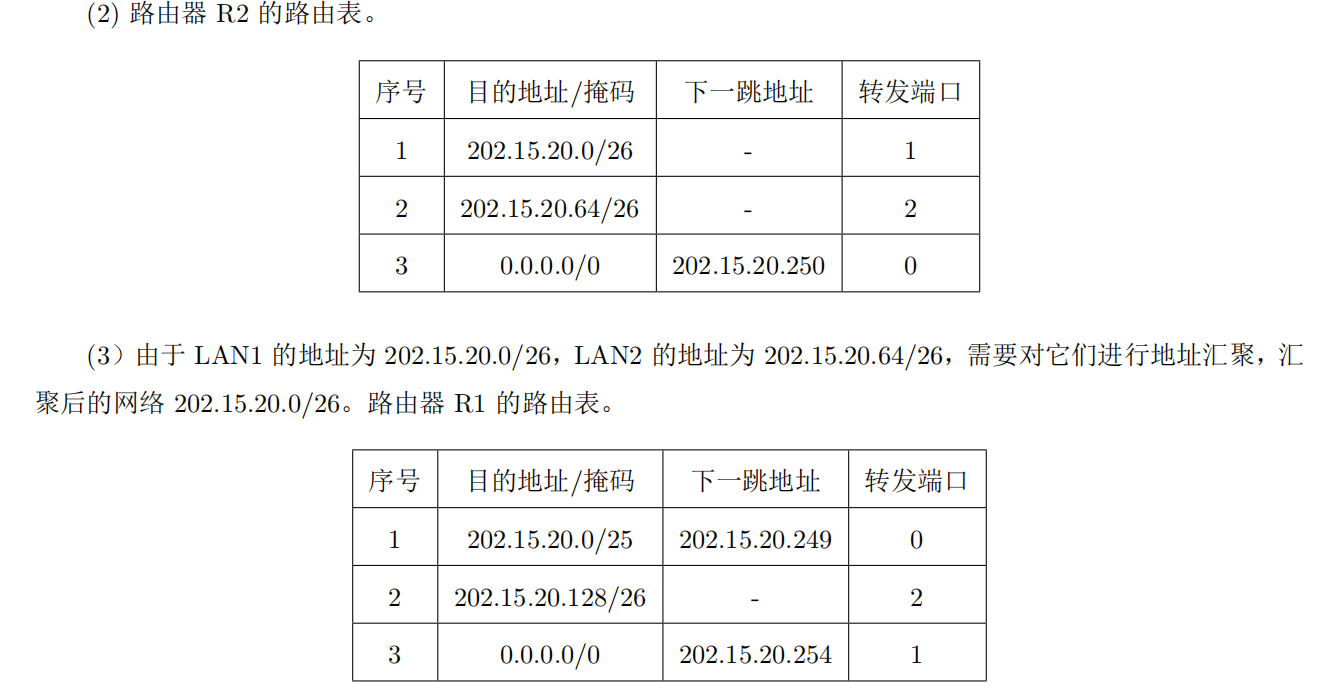 (2) 路由器 R2 的路由表。
序号 目的地址/掩码 下一跳地址 转发端口
1 202.15.20.0/26 - 1
2 202.15.20.64/26 - 2
3 0.0.0.0/0 202.15.20.250 0
(3）由于 LAN1 的地址为 202.15.20.0/26，LAN2 的地址为 202.15.20.64/26，需要对它们进行地址汇聚，汇
聚后的网络 202.15.20.0/26。路由器 R1 的路由表。
序号 目的地址/掩码 下一跳地址 转发端口
1 202.15.20.0/25 202.15.20.249 0
2 202.15.20.128/26 - 2
3 0.0.0.0/0 202.15.20.254 1